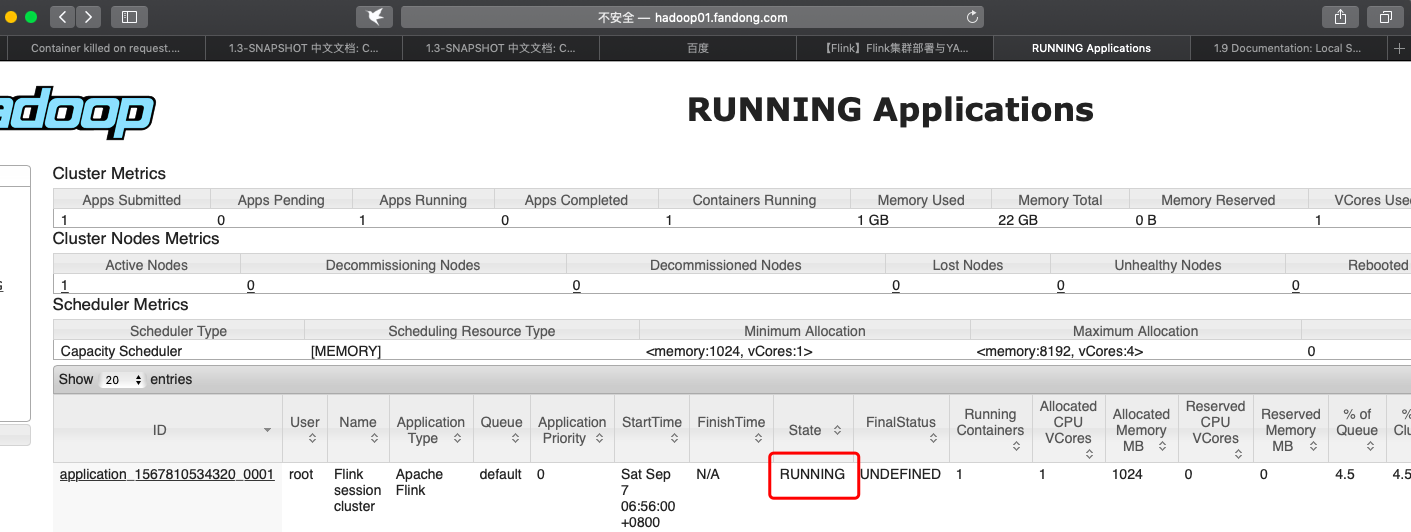 不安全 — hadoop01.fandong.com
Container killed on request.... 1.3-SNAPSHOT 中文文档: C... 1.3-SNAPSHOT 中文文档: C... 百度 【Flink】Flink集群部署与YA... RUNNING Applications 1.9 Documentation: Local S...
adoop RUNNING Applications
Cluster Metrics
Apps Submitted Apps Pending Apps Running Apps Completed Containers Running Memory Used Memory Total Memory Reserved VCores Used
1 0 1 0 1 1 GB 22 GB 0 B 1
Cluster Nodes Metrics
Active Nodes Decommissioning Nodes Decommissioned Nodes Lost Nodes Unhealthy Nodes Rebooted
1 0 0 0 0 0
Scheduler Metrics
Scheduler Type Scheduling Resource Type Minimum Allocation Maximum Allocation
Capacity Scheduler [MEMORY] <memory:1024, vCores:1> <memory:8192, vCores:4> 0
Show 20 entries
ID User Name Application Type Queue Application Priority StartTime FinishTime State FinalStatus Running Containers Allocated CPU VCores Allocated Memory MB Reserved CPU VCores Reserved Memory MB % of Queue %
application_1567810534320_0001 root Flink session cluster Apache Flink default 0 Sat Sep 7 06:56:00 +0800 N/A RUNNING UNDEFINED 1 1 1024 0 0 4.5 4.5